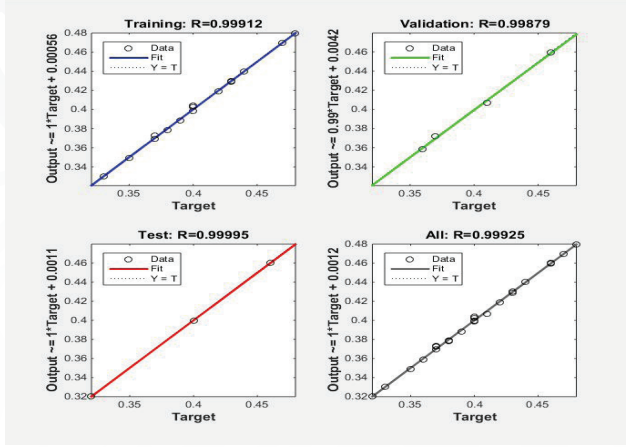 Training: R=0.99912
Output ~= 1*Target + 0.00056
0.48
0.46
0.44
0.42
0.4
0.38
0.36
0.34
Data
Fit
Y = T
0.35
0.4
0.45
Target
Validation: R=0.99879
Output ~= 0.99*Target + 0.0042
0.46
0.44
0.42
0.4
0.38
0.36
0.34
Data
Fit
Y = T
0.35
0.4
0.45
Target
Test: R=0.99995
Output ~= 1*Target + 0.0011
0.46
0.44
0.42
0.4
0.38
0.36
0.34
0.32
Data
Fit
Y = T
0.35
0.4
0.45
Target
All: R=0.99925
Output ~= 1*Target + 0.0012
0.48
0.46
0.44
0.42
0.4
0.38
0.36
0.34
0.32
Data
Fit
Y = T
0.35
0.4
0.45
Target